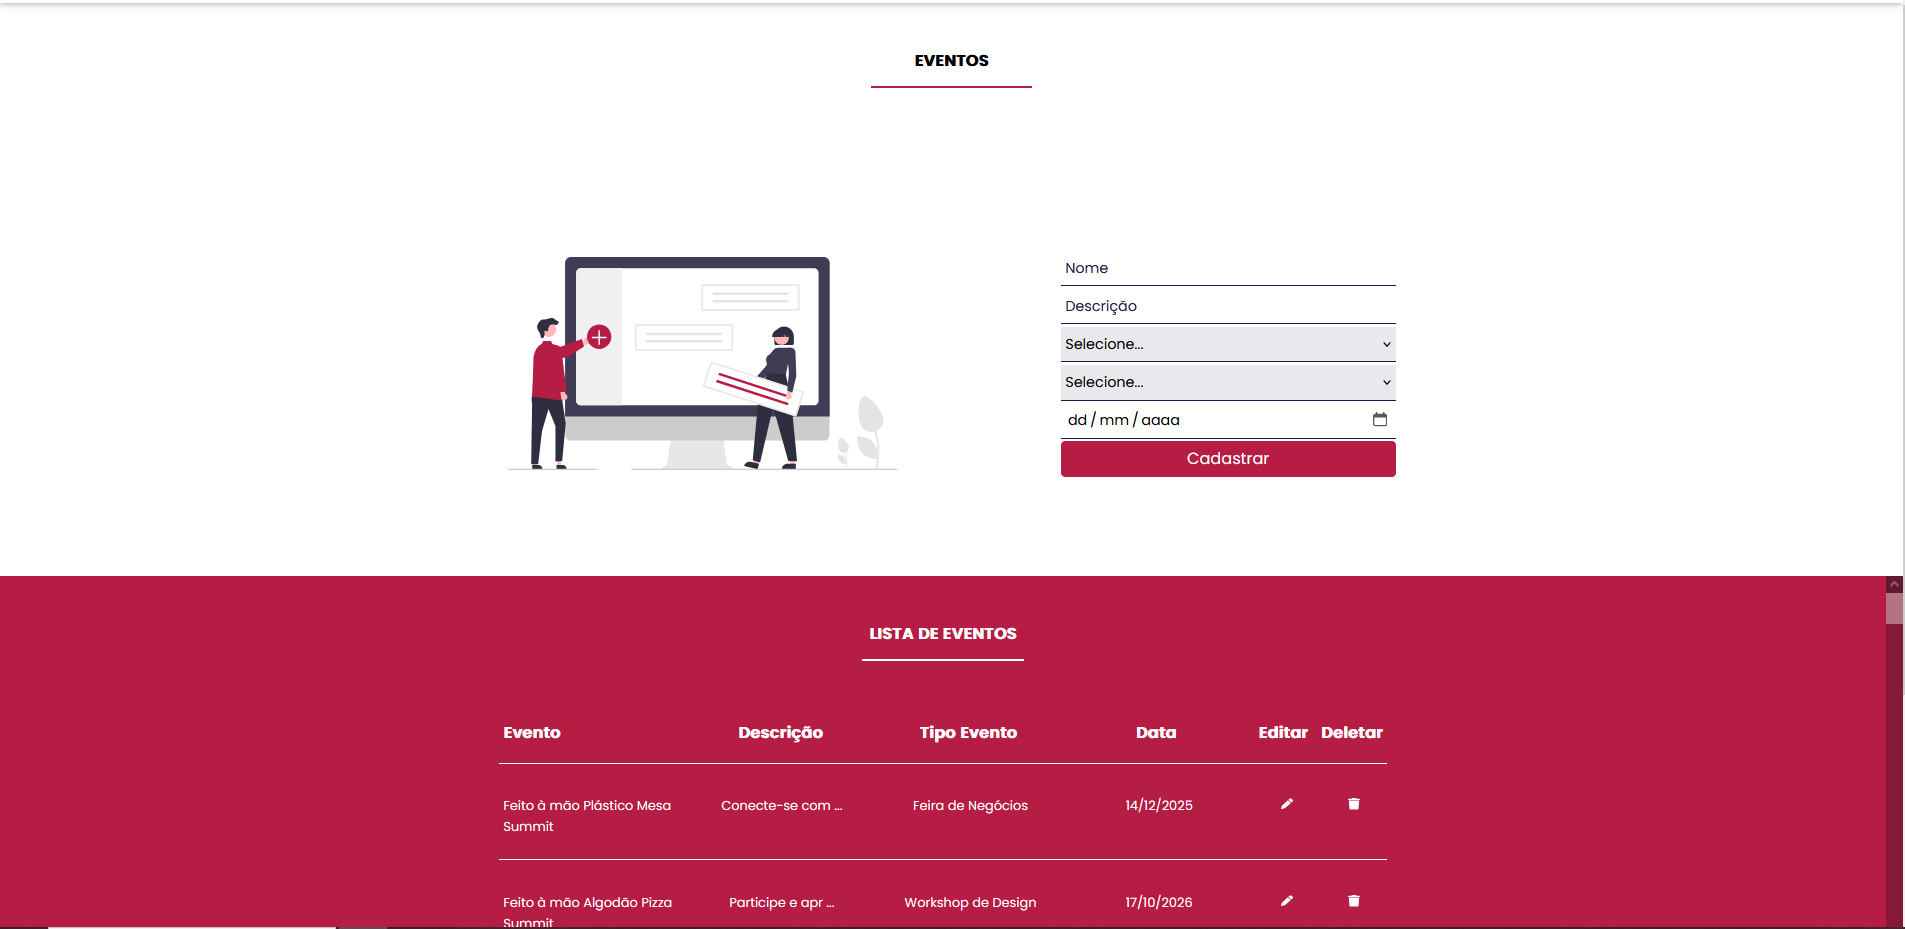 EVENTOS
Nome
Descrição
Selecione...
Selecione...
dd / mm / aaaa
Cadastrar
LISTA DE EVENTOS
Evento Descrição Tipo Evento Data Editar Deletar
Feito à mão Plástico Mesa Conecte-se com ... Feira de Negócios 14/12/2025
Summit
Feito à mão Algodão Pizza Participe e apr ... Workshop de Design 17/10/2026
Summit